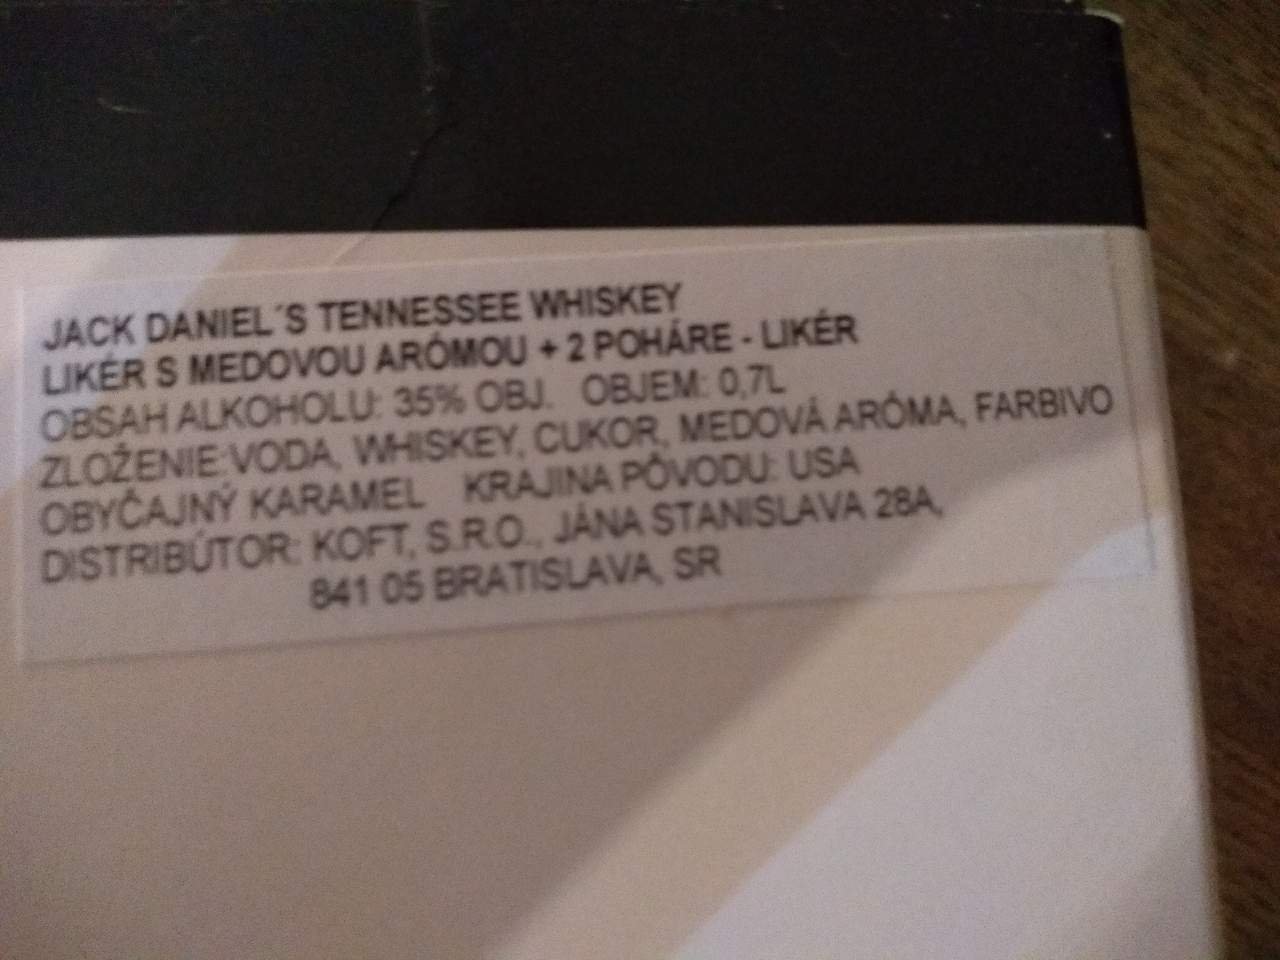 JACK DANIEL´S TENNESSEE WHISKEY
LIKÉR S MEDOVOU ARÓMOU + 2 POHÁRE - LIKÉR
OBSAH ALKOHOLU: 35% OBJ. OBJEM: 0,7L
ZLOŽENIE:VODA, WHISKEY, CUKOR, MEDOVÁ ARÓMA, FARBIVO
OBYČAJNÝ KARAMEL KRAJINA PÔVODU: USA
DISTRIBÚTOR: KOFT, S.R.O., JÁNA STANISLAVA 28A,
841 05 BRATISLAVA, SR